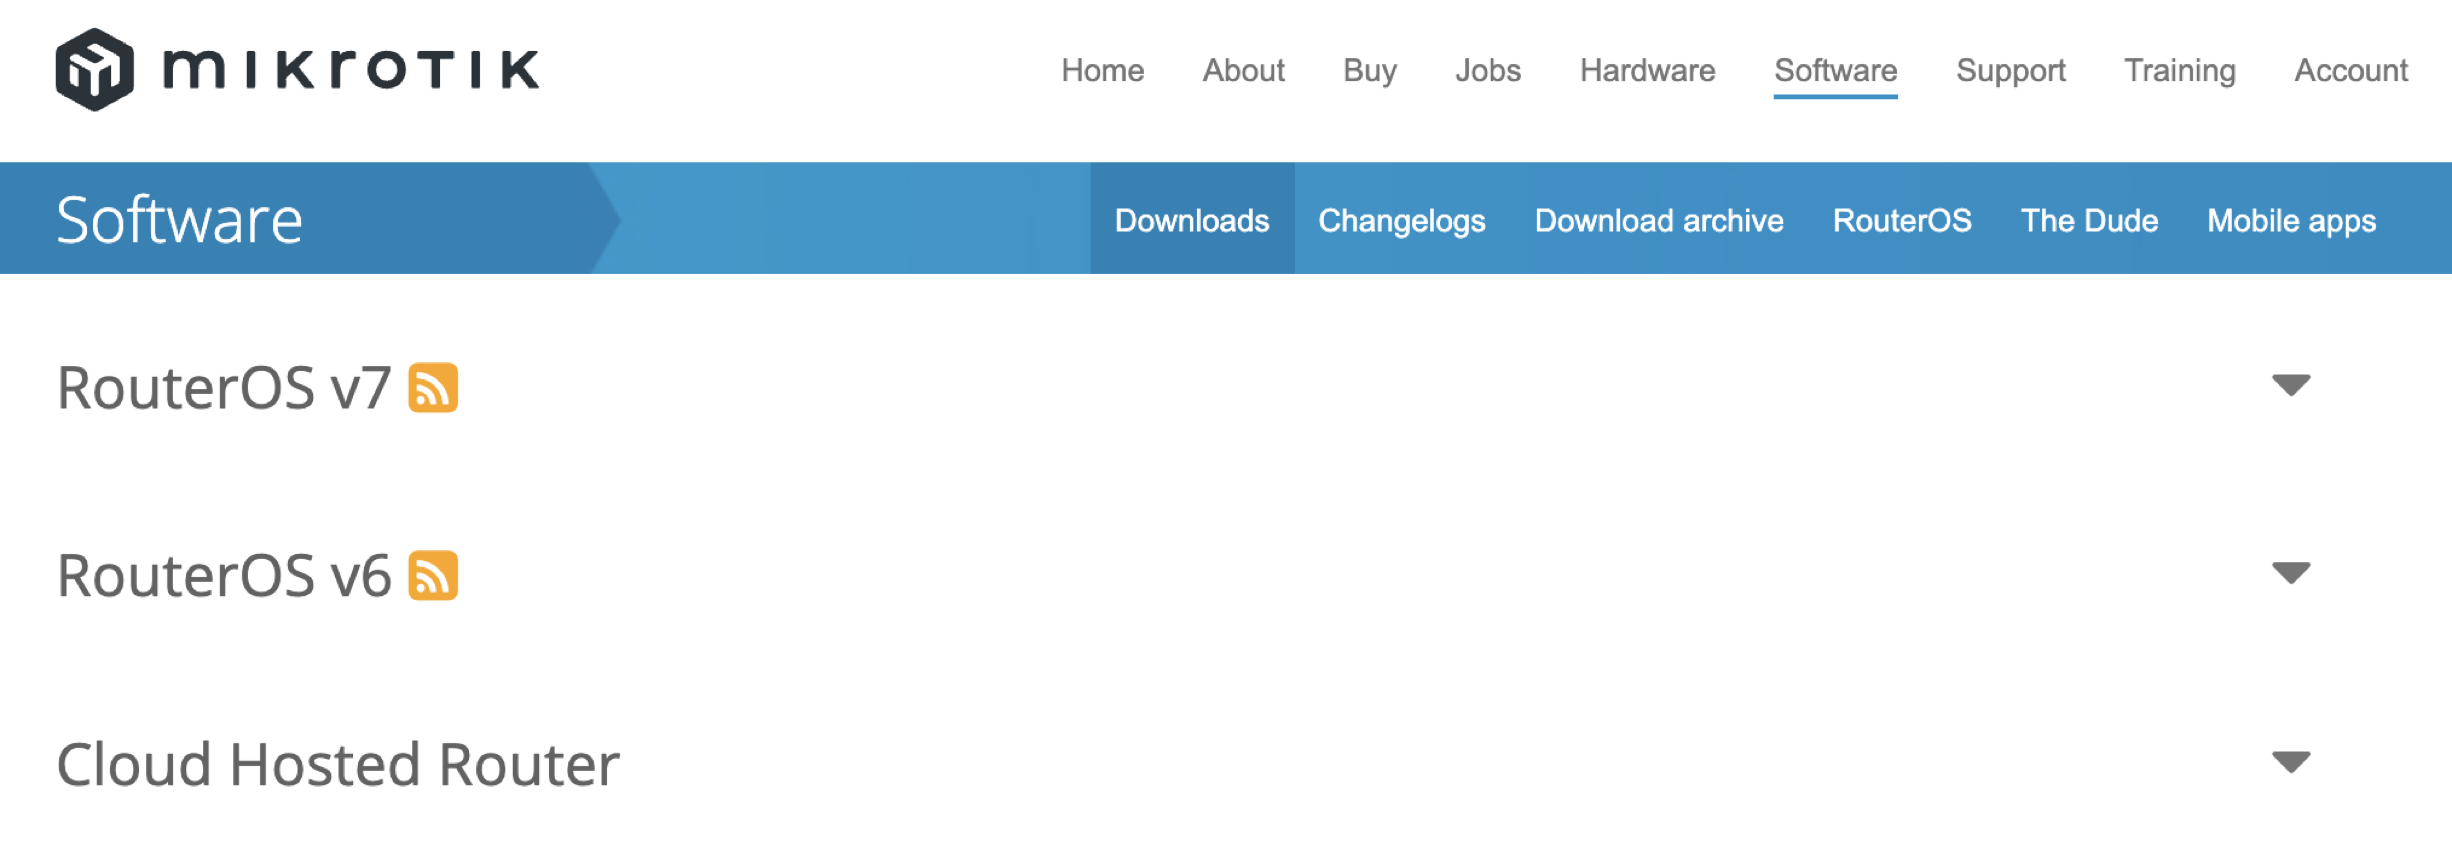 mikrotik
Home About Buy Jobs Hardware Software Support Training Account
Software
Downloads Changelogs Download archive RouterOS The Dude Mobile apps
RouterOS v7
RouterOS v6
Cloud Hosted Router